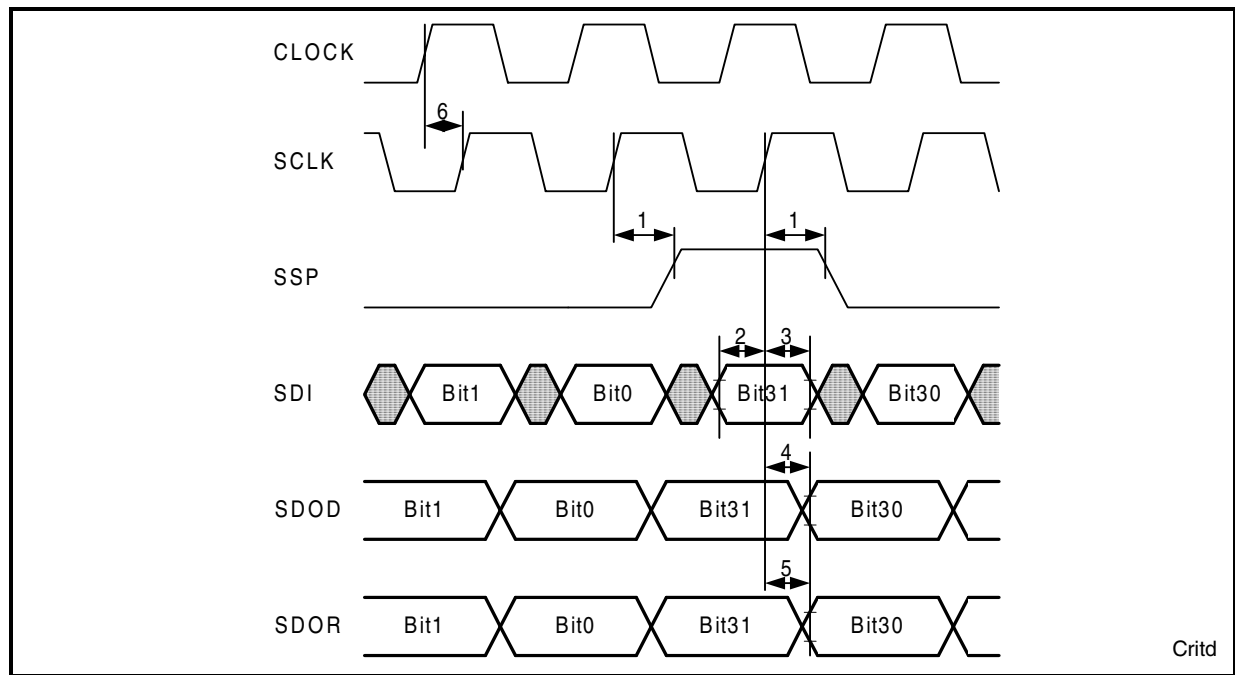 CLOCK
6
SCLK
1 1
SSP
2 3
SDI Bit1 Bit0 Bit31 Bit30
4
SDOD Bit1 Bit0 Bit31 Bit30
5
SDOR Bit1 Bit0 Bit31 Bit30
Critd